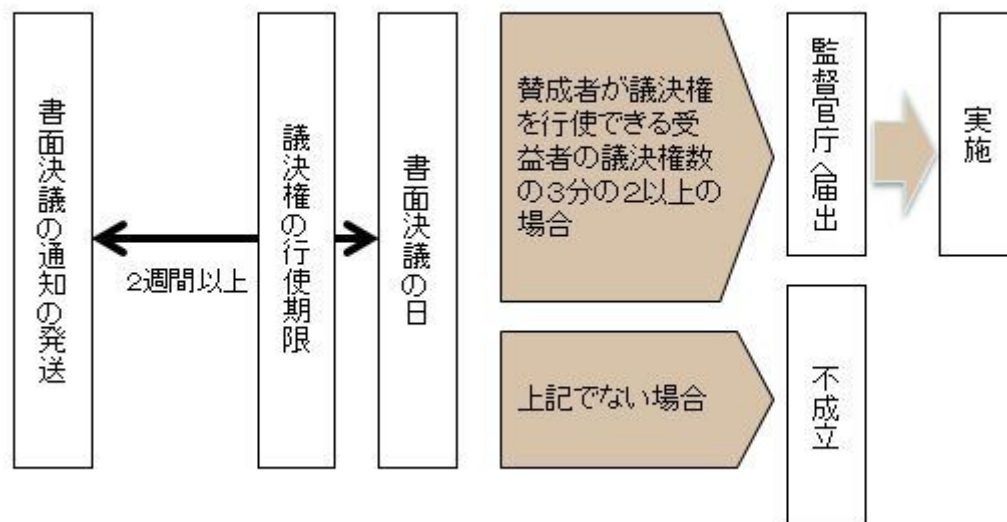 書面決議の通知の発送
2週間以上
議決権の行使期限
書面決議の日
賛成者が議決権
を行使できる受
益者の議決権数
の3分の2以上の
場合
監督官庁へ届出
実施
上記でない場合
不成立